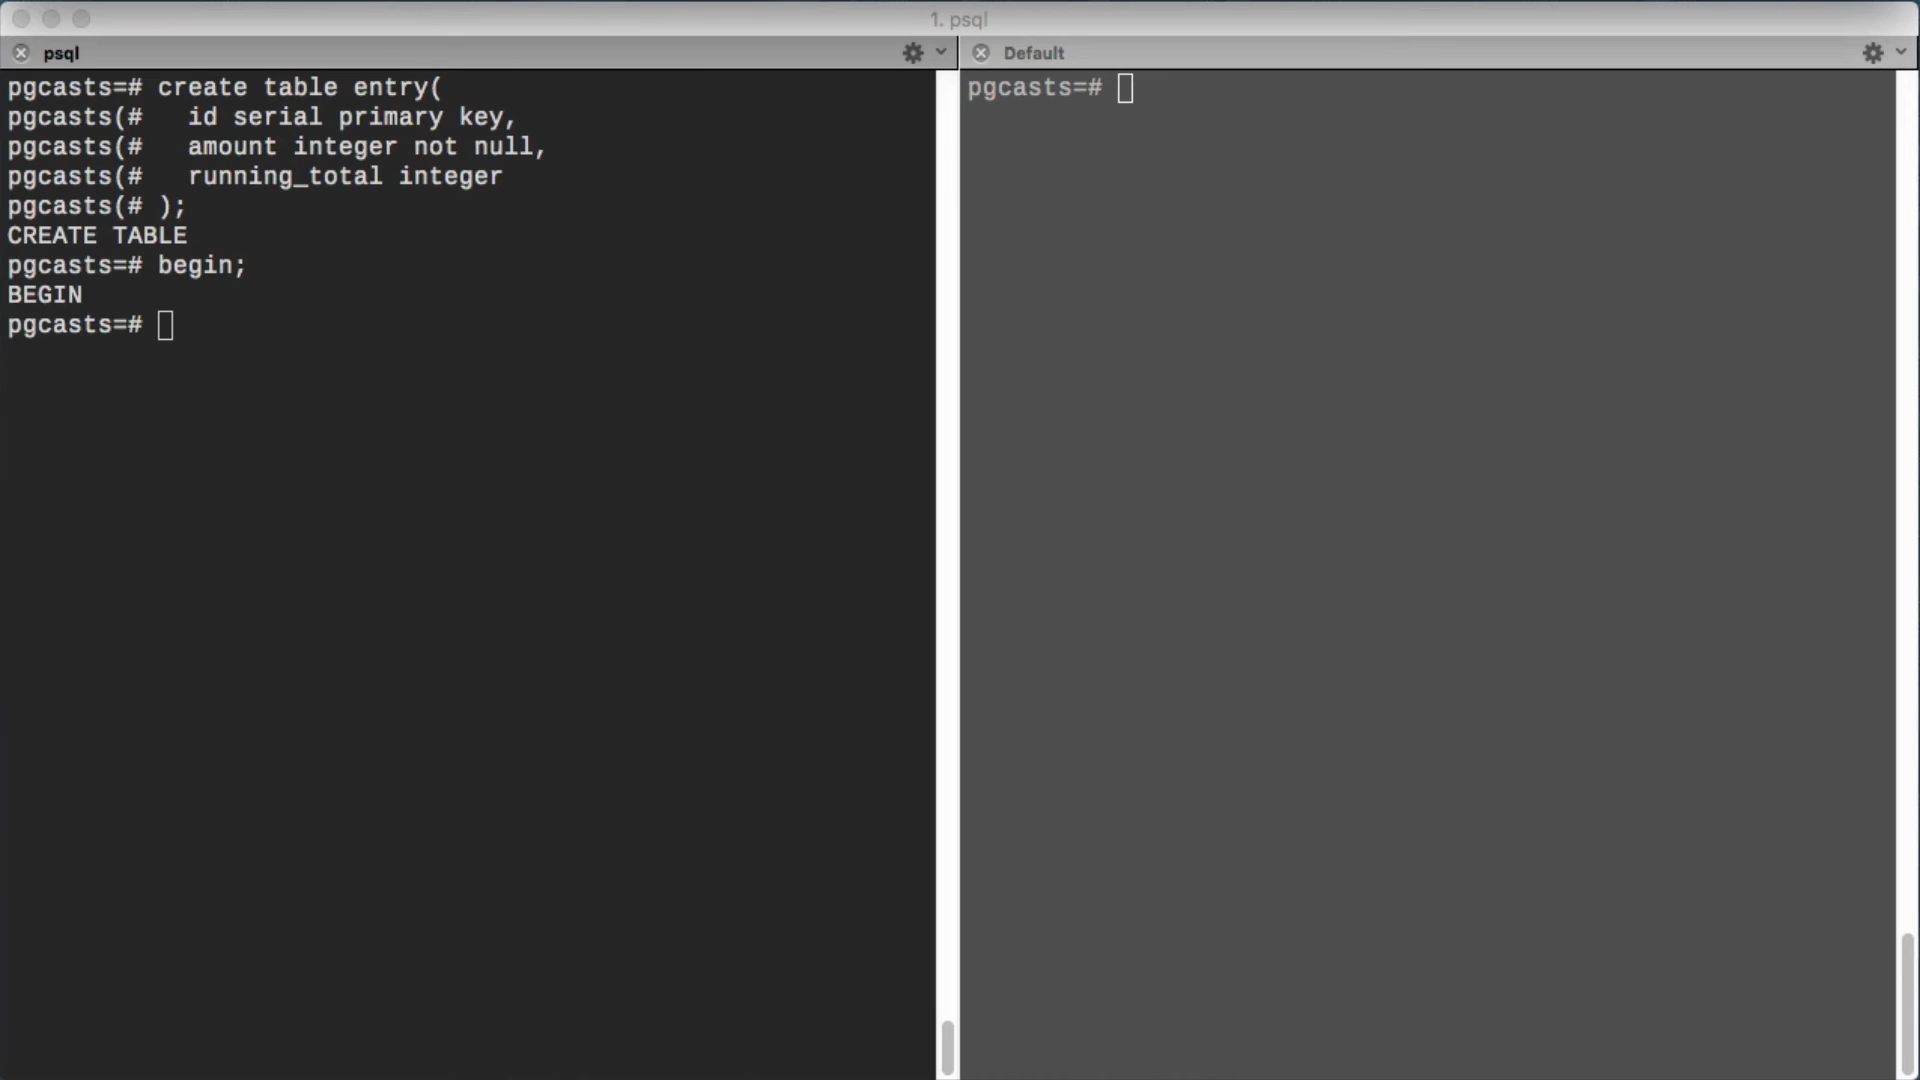 1. psql
psql
Default
pgcasts=# create table entry(
pgcasts(#   id serial primary key,
pgcasts(#   amount integer not null,
pgcasts(#   running_total integer
pgcasts(# );
CREATE TABLE
pgcasts=# begin;
BEGIN
pgcasts=#
pgcasts=#